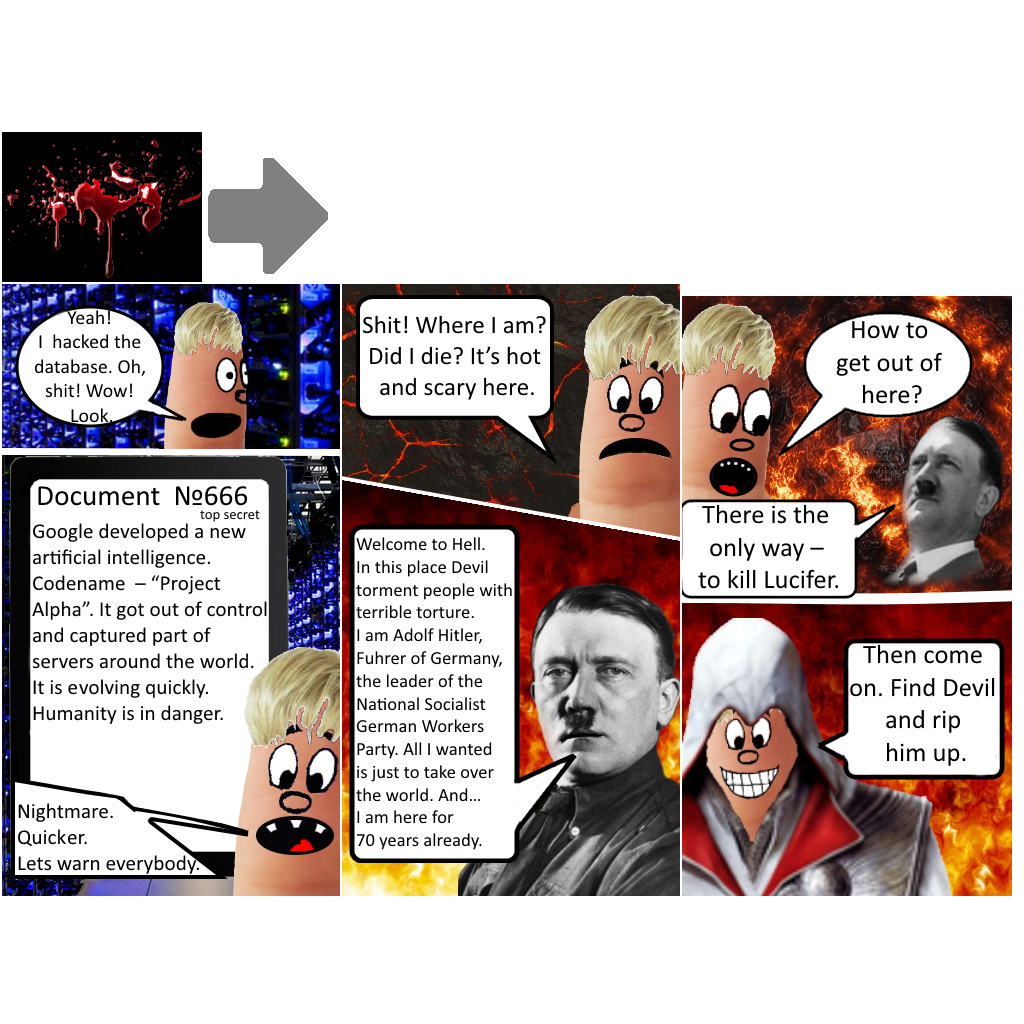 Yeah!
I hacked the
database. Oh,
shit! Wow!
Look.
Document №666
top secret
Google developed a new
artificial intelligence.
Codename – “Project
Alpha”. It got out of control
and captured part of
servers around the world.
It is evolving quickly.
Humanity is in danger.
Nightmare.
Quicker.
Lets warn everybody.
Shit! Where I am?
Did I die? It’s hot
and scary here.
Welcome to Hell.
In this place Devil
torment people with
terrible torture.
I am Adolf Hitler,
Fuhrer of Germany,
the leader of the
National Socialist
German Workers
Party. All I wanted
is just to take over
the world. And...
I am here for
70 years already.
How to
get out of
here?
There is the
only way –
to kill Lucifer.
Then come
on. Find Devil
and rip
him up.